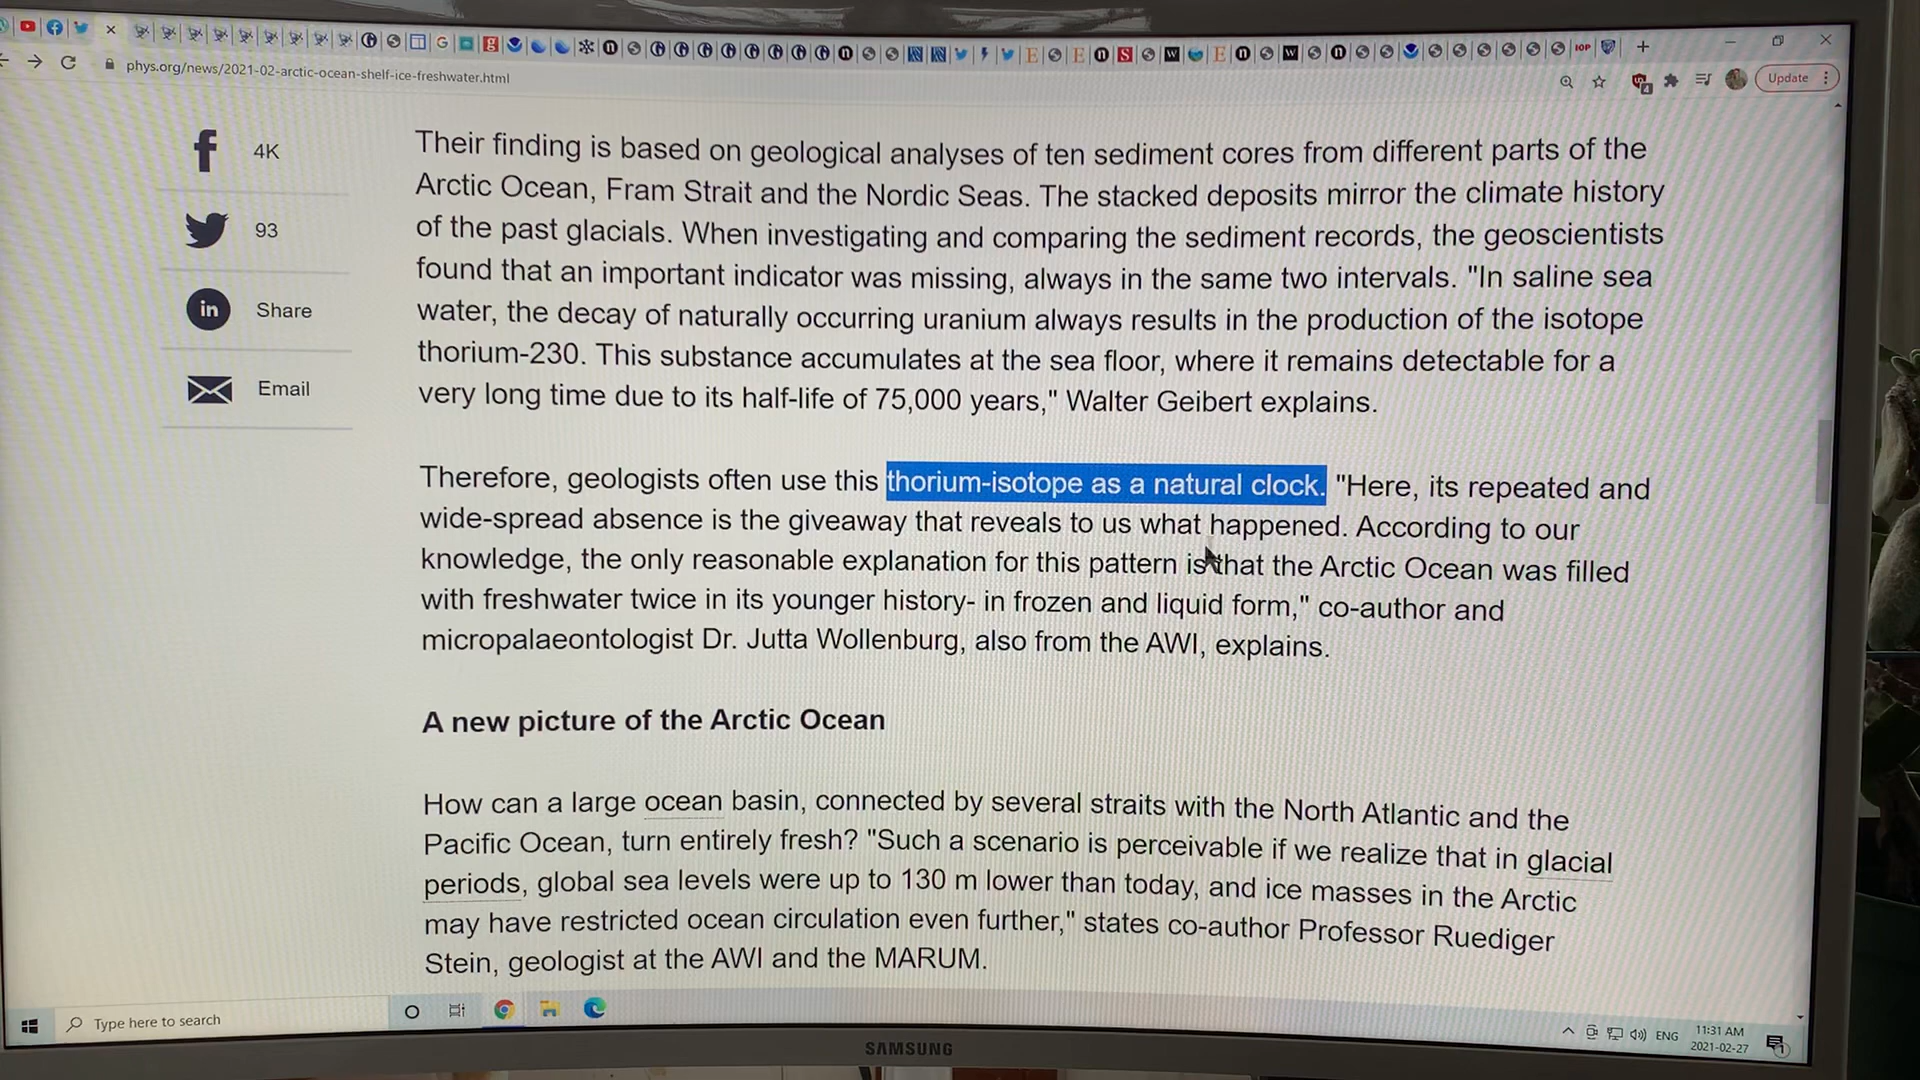 phys.org/news/2021-02-arctic-ocean-shelf-ice-freshwater.html
Update
4K
93
Share
Email
Their finding is based on geological analyses of ten sediment cores from different parts of the
Arctic Ocean, Fram Strait and the Nordic Seas. The stacked deposits mirror the climate history
of the past glacials. When investigating and comparing the sediment records, the geoscientists
found that an important indicator was missing, always in the same two intervals. "In saline sea
water, the decay of naturally occurring uranium always results in the production of the isotope
thorium-230. This substance accumulates at the sea floor, where it remains detectable for a
very long time due to its half-life of 75,000 years," Walter Geibert explains.
Therefore, geologists often use this thorium-isotope as a natural clock. "Here, its repeated and
wide-spread absence is the giveaway that reveals to us what happened. According to our
knowledge, the only reasonable explanation for this pattern is that the Arctic Ocean was filled
with freshwater twice in its younger history- in frozen and liquid form," co-author and
micropalaeontologist Dr. Jutta Wollenburg, also from the AWI, explains.
A new picture of the Arctic Ocean
How can a large ocean basin, connected by several straits with the North Atlantic and the
Pacific Ocean, turn entirely fresh? "Such a scenario is perceivable if we realize that in glacial
periods, global sea levels were up to 130 m lower than today, and ice masses in the Arctic
may have restricted ocean circulation even further," states co-author Professor Ruediger
Stein, geologist at the AWI and the MARUM.
Type here to search
ENG
11:31 AM
2021-02-27
SAMSUNG